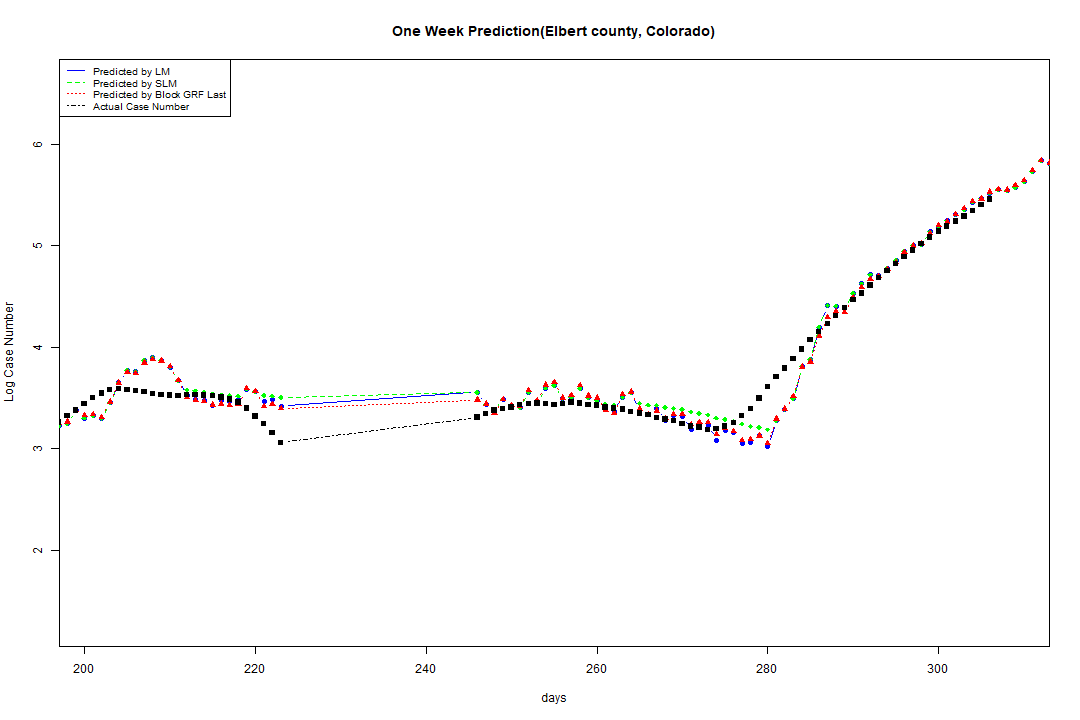 One Week Prediction(Elbert county, Colorado)
Predicted by LM
Predicted by SLM
Predicted by Block GRF Last
Actual Case Number
6
5
4
3
2
Log Case Number
200 220 240 260 280 300
days